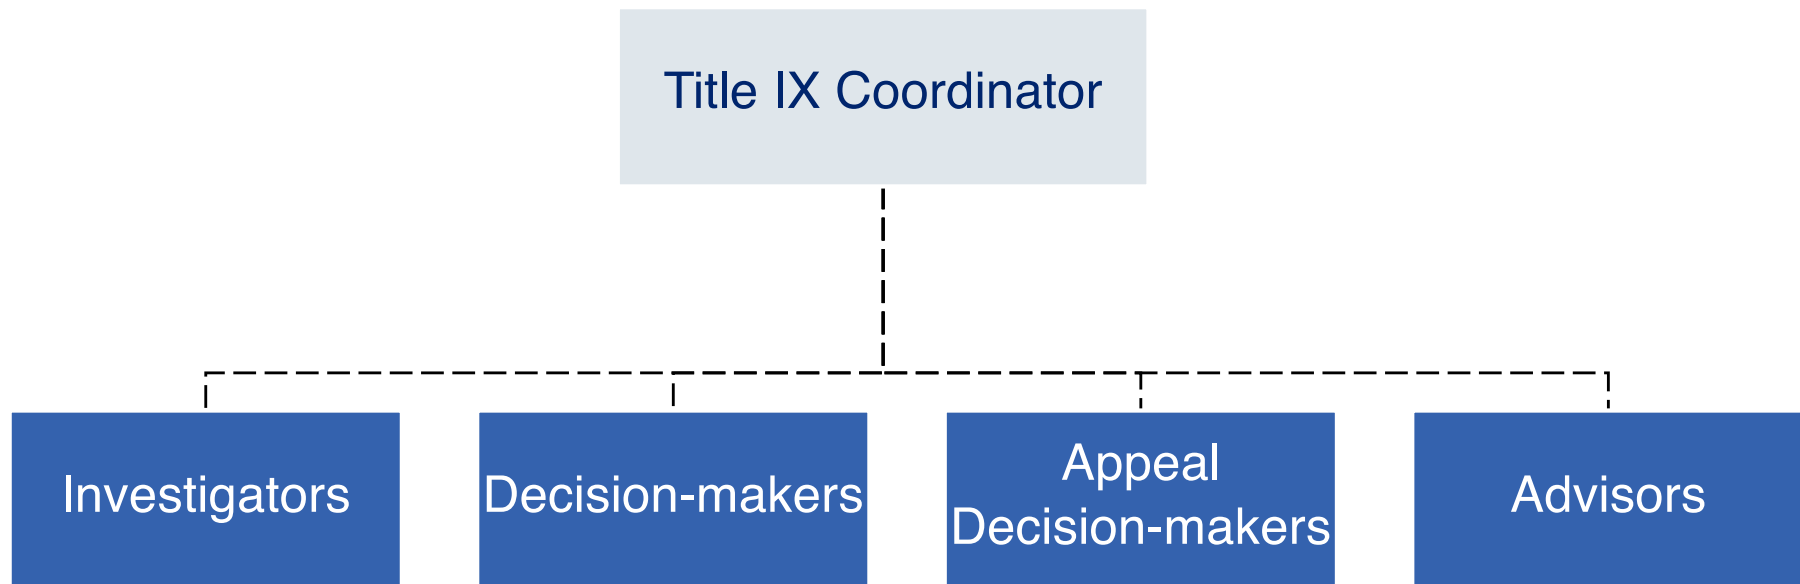 Title IX Coordinator
Investigators
Decision-makers
Appeal
Decision-makers
Advisors